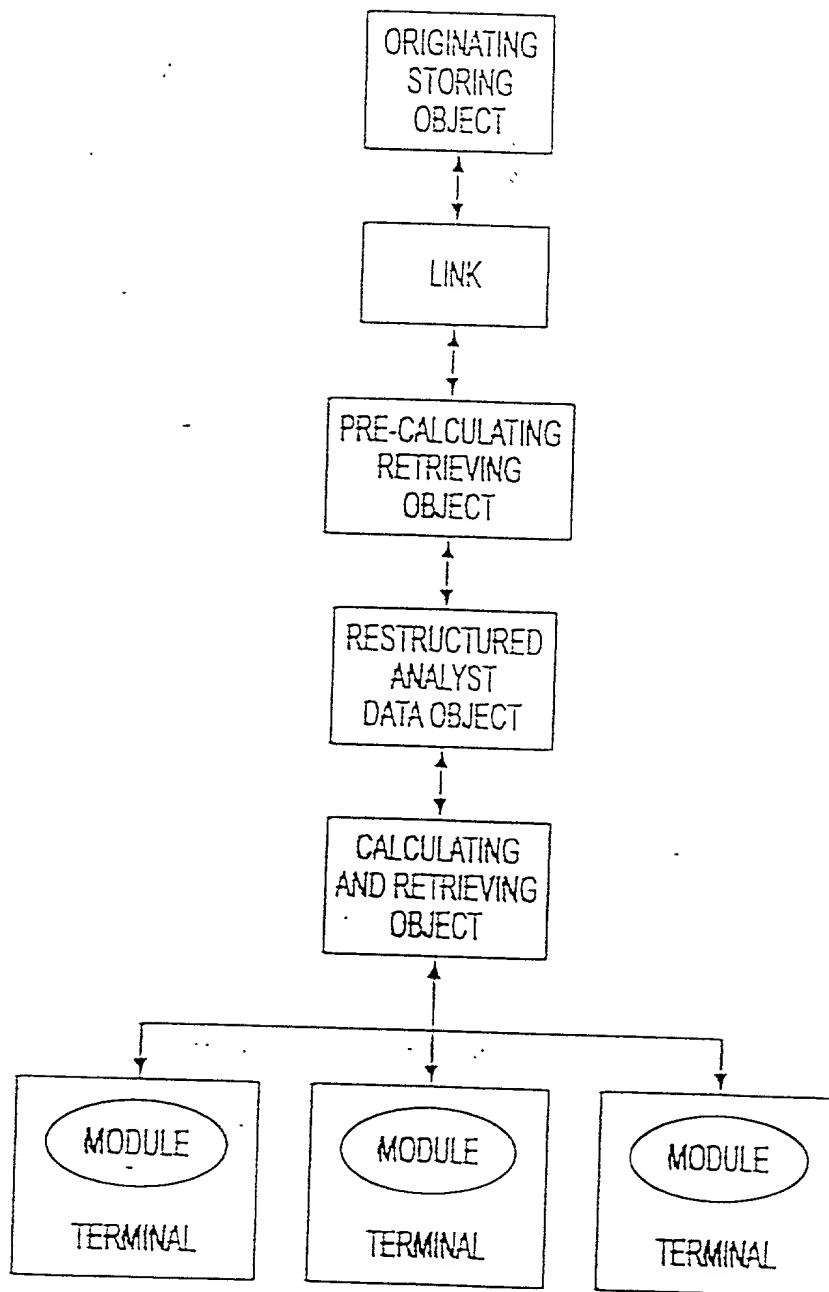 ORIGINATING
STORING
OBJECT
LINK
PRE-CALCULATING
RETRIEVING
OBJECT
RESTRUCTURED
ANALYST
DATA OBJECT
CALCULATING
AND RETRIEVING
OBJECT
MODULE
TERMINAL
MODULE
TERMINAL
MODULE
TERMINAL